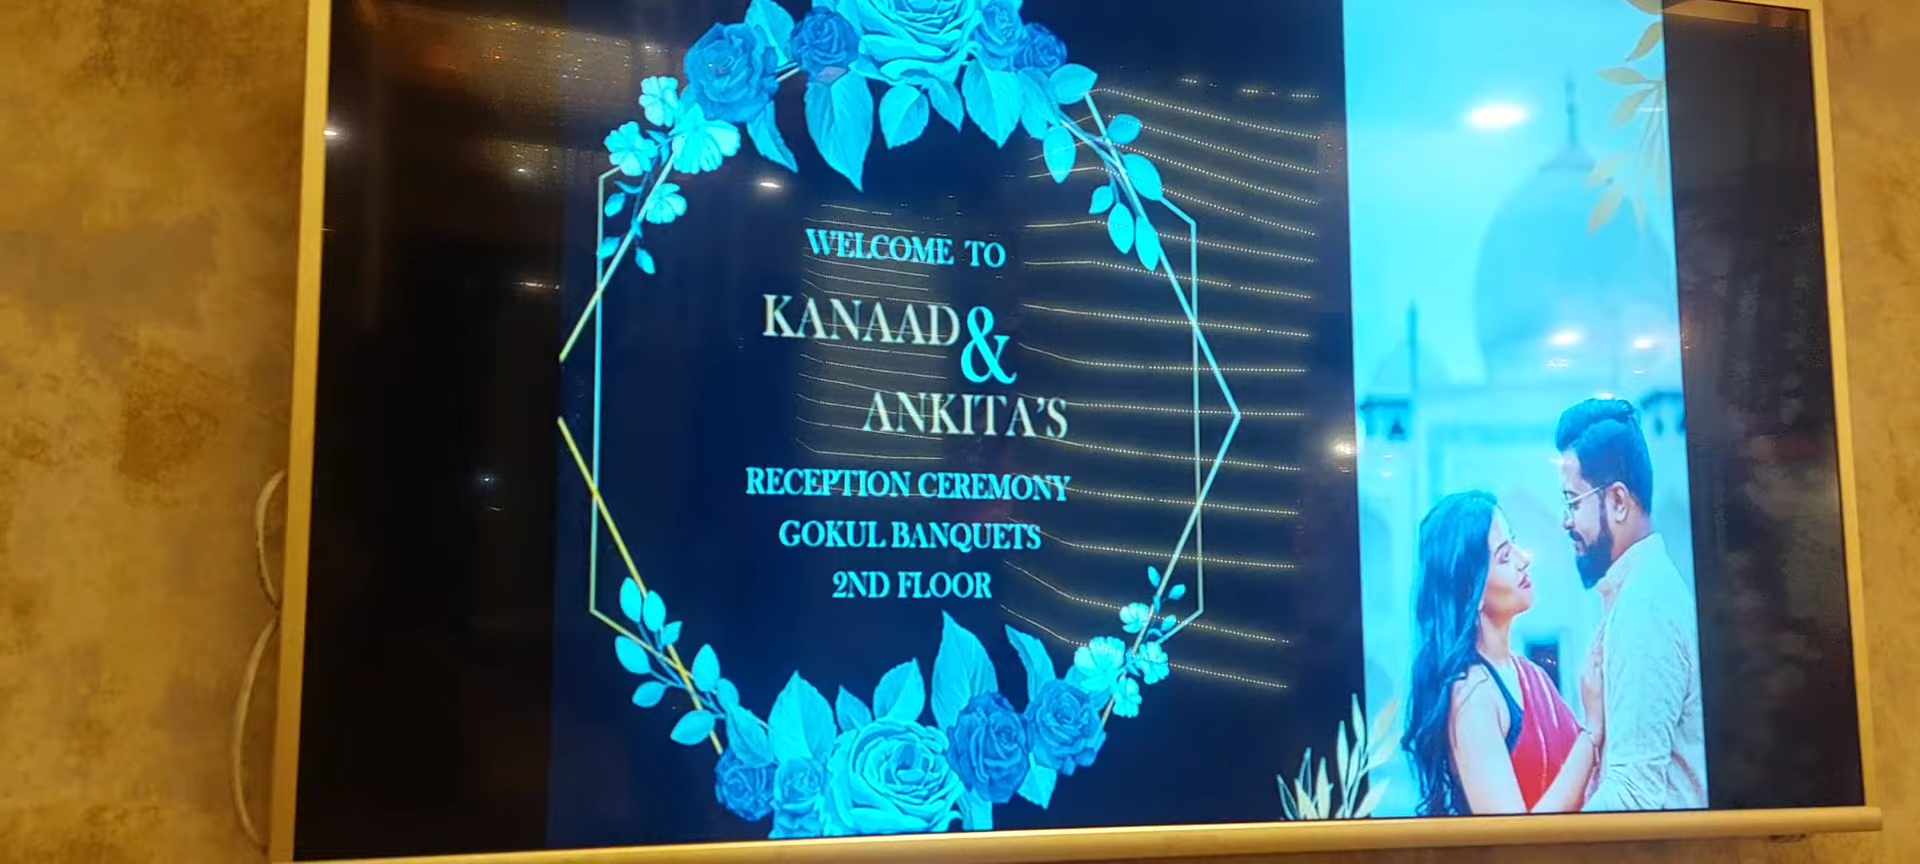 WELCOME TO
KANAAD &
ANKITA'S
RECEPTION CEREMONY
GOKUL BANQUETS
2ND FLOOR